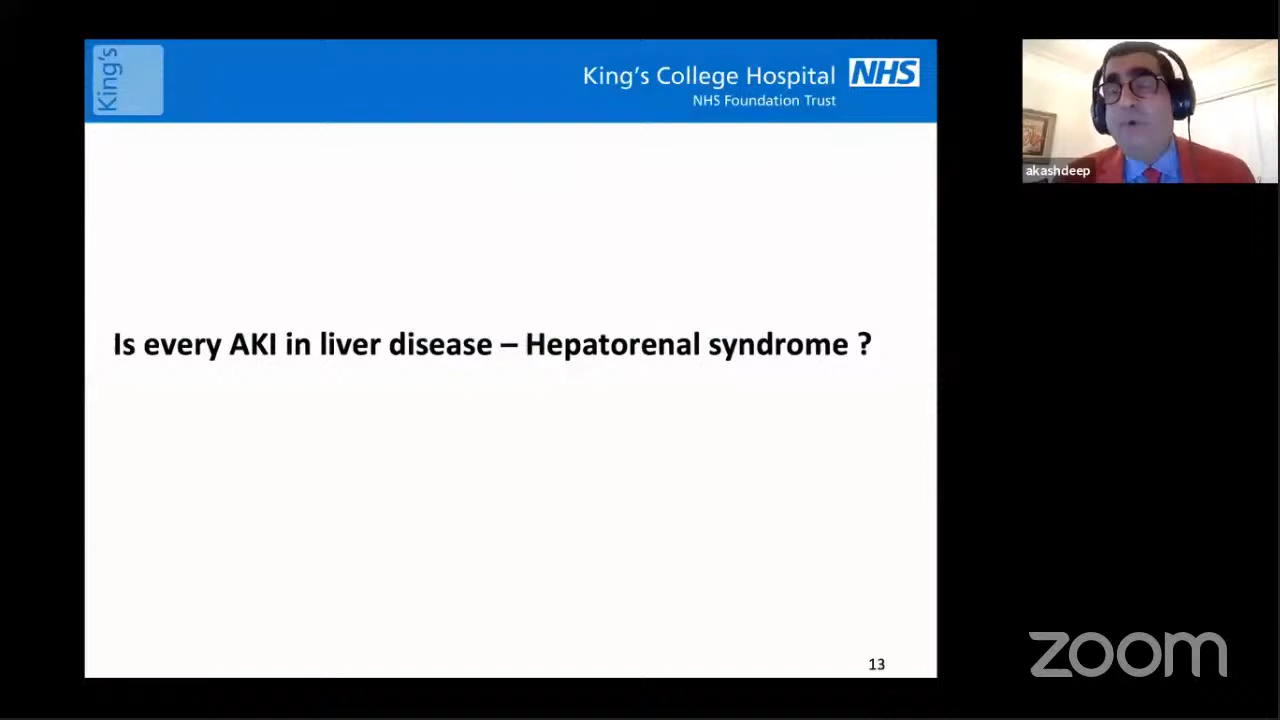 King's
King's College Hospital NHS
NHS Foundation Trust
akashdeep
Is every AKI in liver disease – Hepatorenal syndrome ?
13
zoom